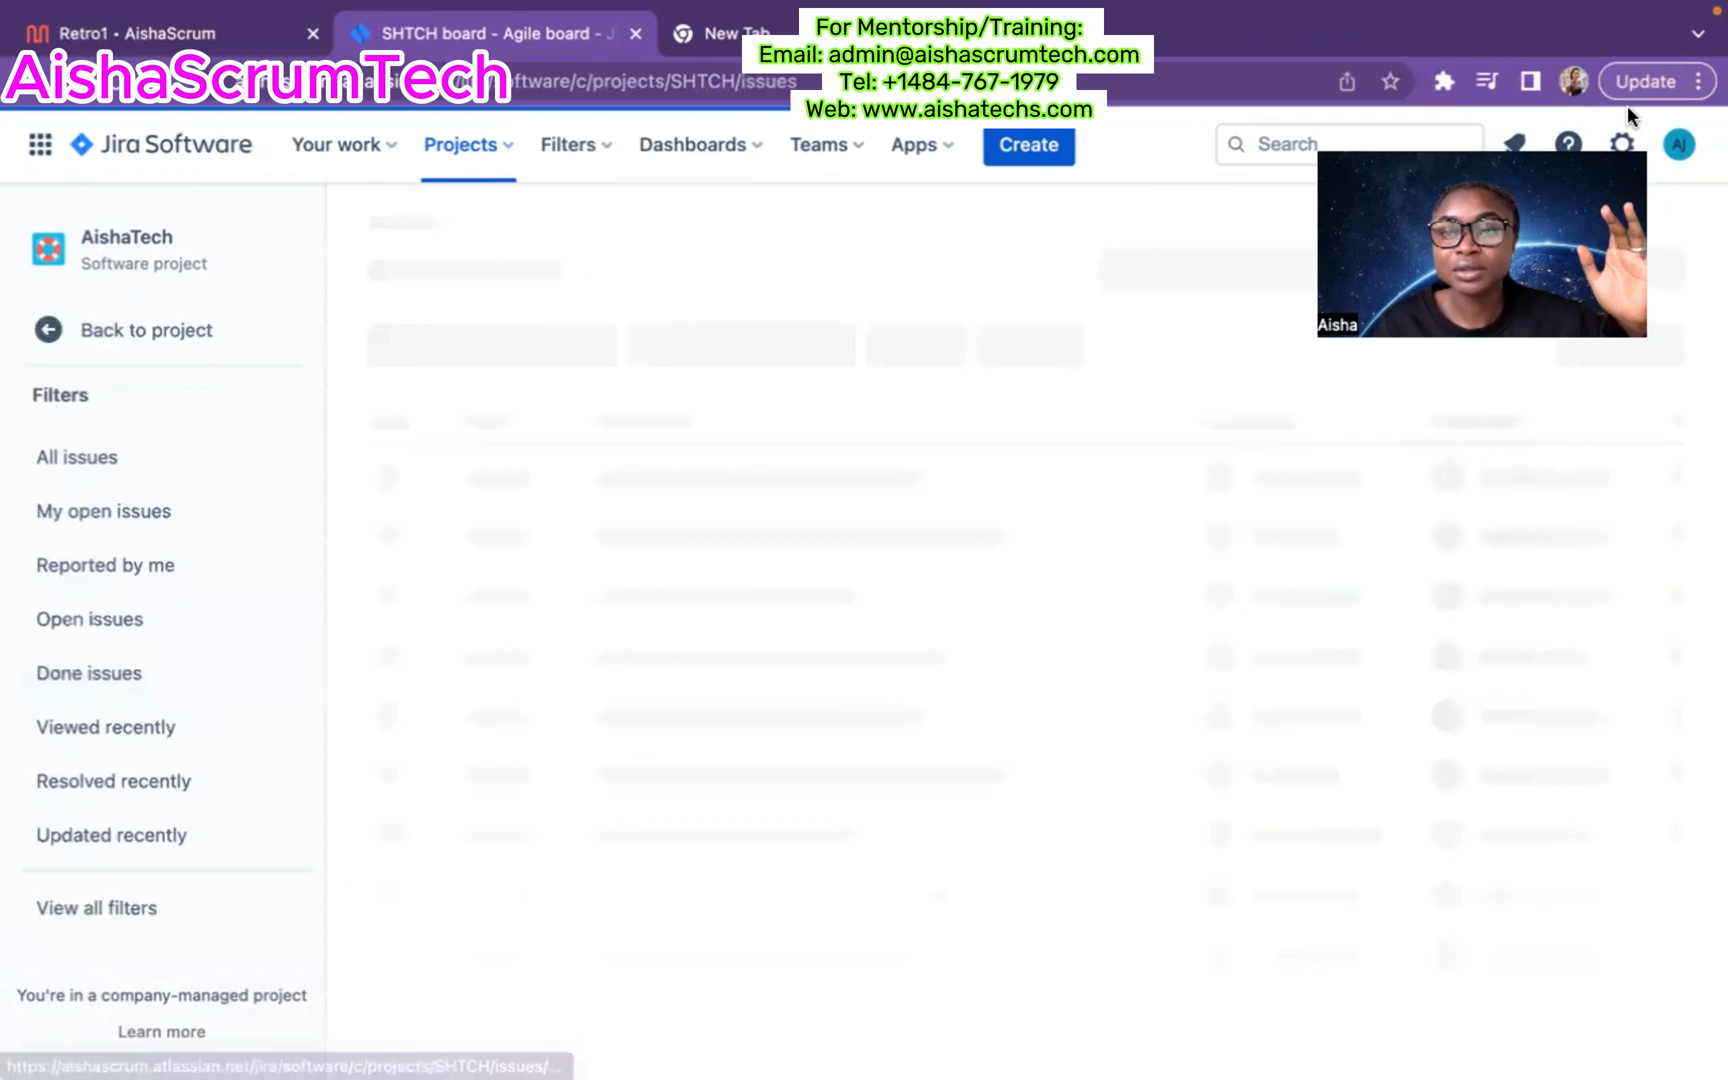 Retro1 • AishaScrum
SHTCH board - Agile board - J
New Tab
For Mentorship/Training:
Email: admin@aishascrumtech.com
Tel: +1484-767-1979
Web: www.aishatechs.com
AishaScrumTech
oftware/c/projects/SHTCH/issues
Update
Jira Software
Your work
Projects
Filters
Dashboards
Teams
Apps
Create
Search
AJ
AishaTech
Software project
Back to project
Aisha
Filters
All issues
My open issues
Reported by me
Open issues
Done issues
Viewed recently
Resolved recently
Updated recently
View all filters
You're in a company-managed project
Learn more
https://aishascrum.atlassian.net/jira/software/c/projects/SHTCH/issues/...